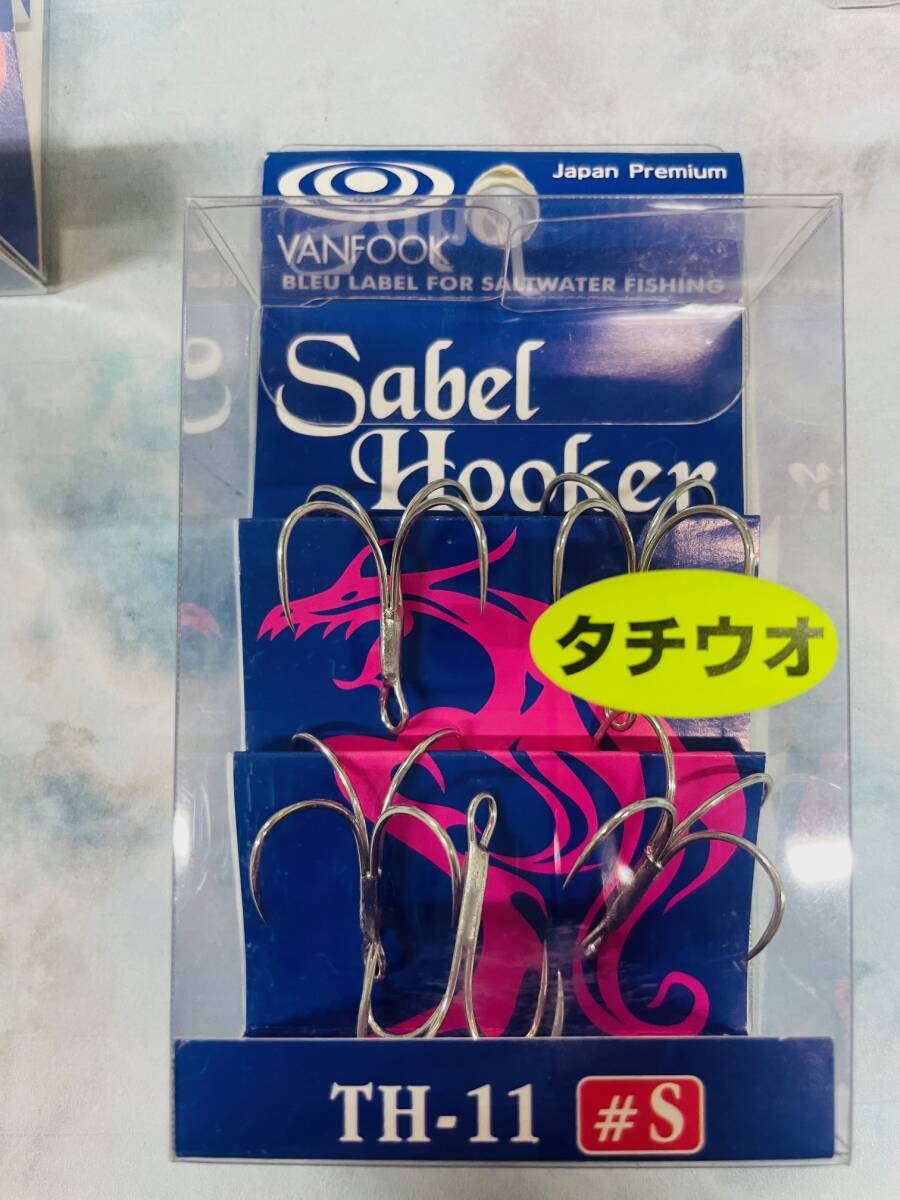 Japan Premium
VANFOOK
BLEU LABEL FOR SALTWATER FISHING
Sabel
Hooker
タチウオ
TH-11 #S